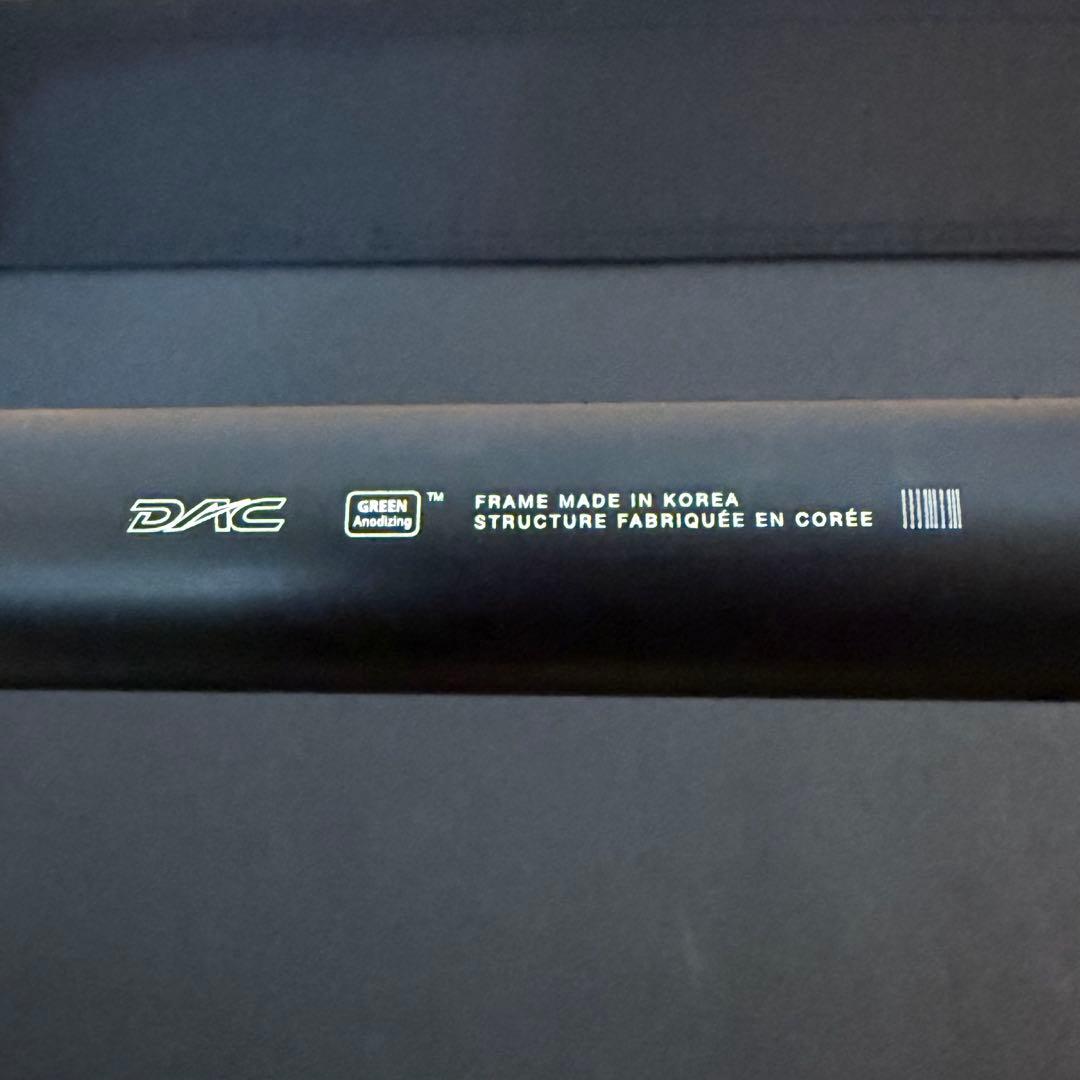 DAC
GREEN
Anodizing
TM
FRAME MADE IN KOREA
STRUCTURE FABRIQUÉE EN CORÉE